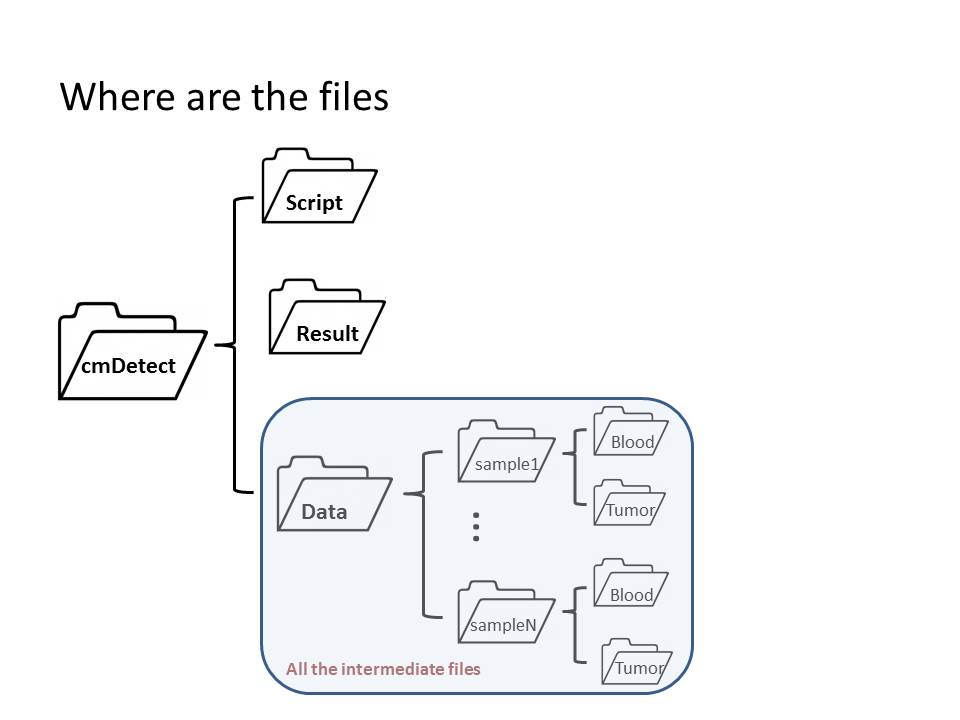 Where are the files
Script
Result
cmDetect
Data
sample1
Blood
Tumor
sampleN
Blood
Tumor
All the intermediate files